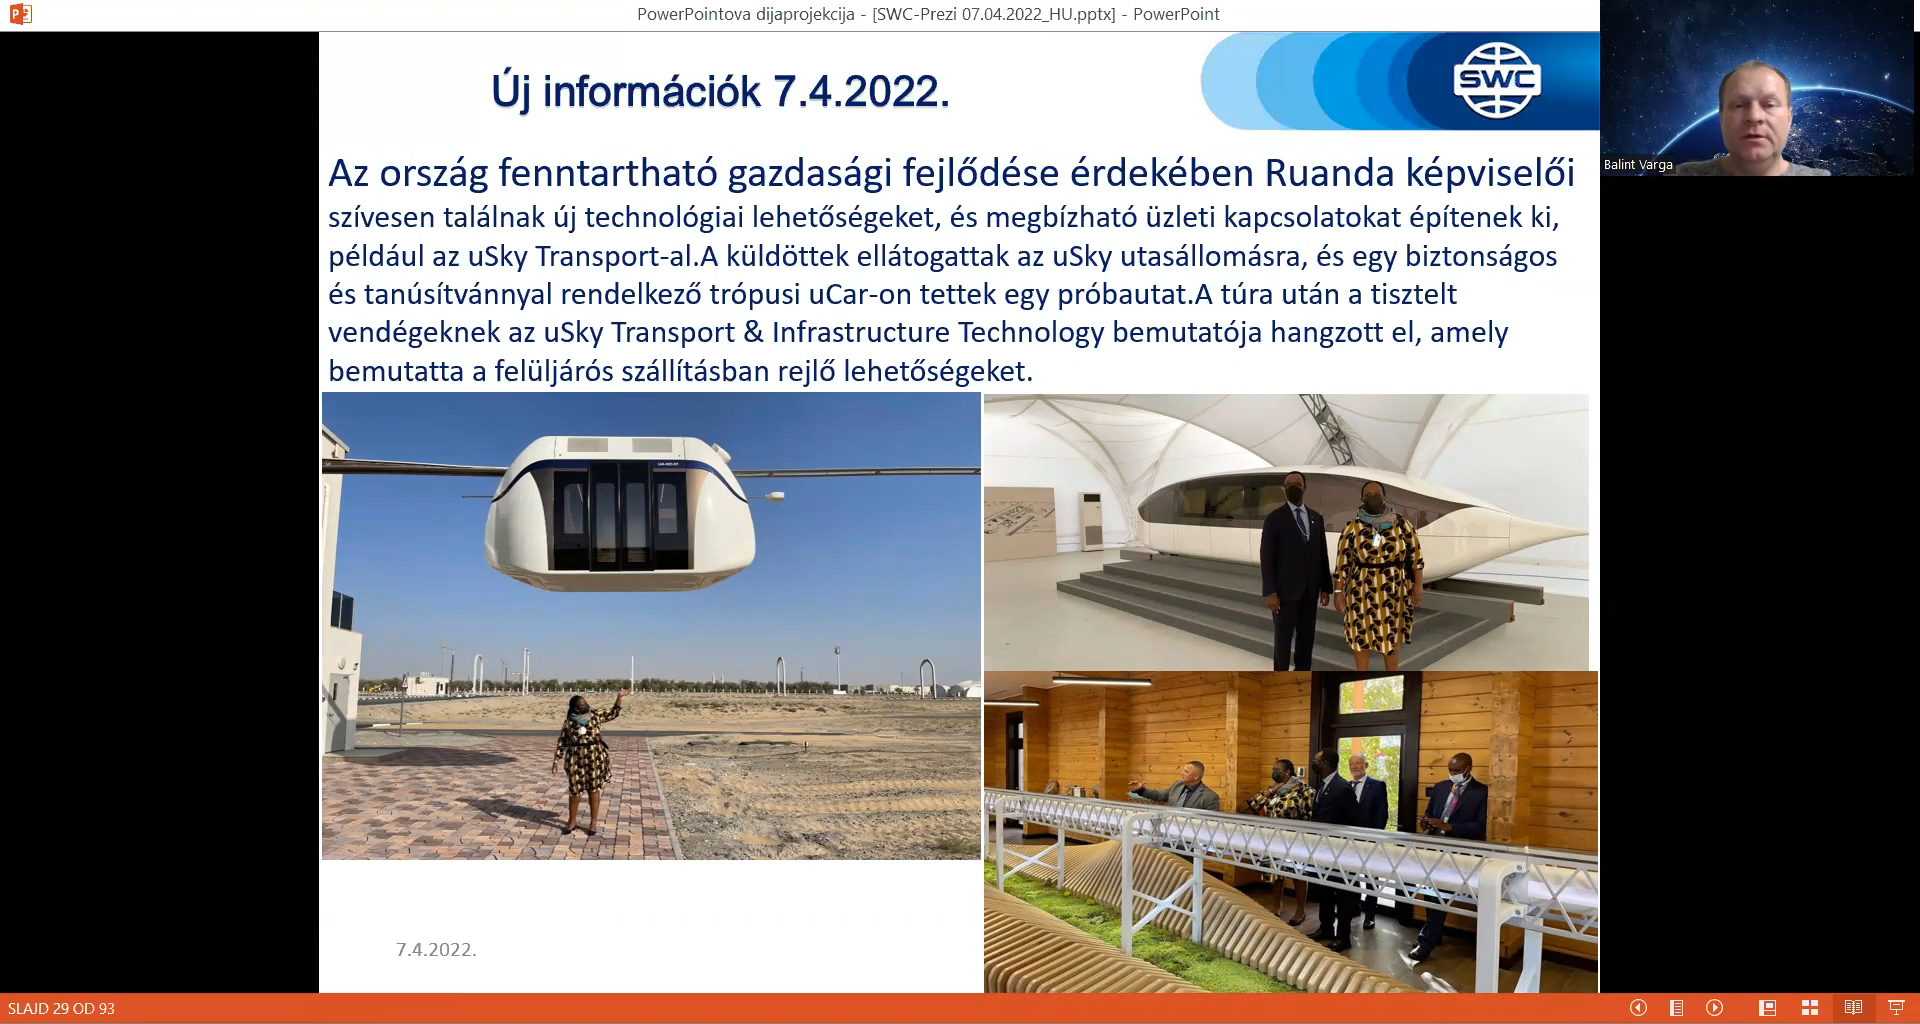 PowerPointova dijaprojekcija - [SWC-Prezi 07.04.2022_HU.pptx] - PowerPoint
Új információk 7.4.2022.
SWC
Balint Varga
Az ország fenntartható gazdasági fejlődése érdekében Ruanda képviselői
szívesen találnak új technológiai lehetőségeket, és megbízható üzleti kapcsolatokat építenek ki,
például az uSky Transport-al.A küldöttek ellátogattak az uSky utasállomásra, és egy biztonságos
és tanúsítvánnyal rendelkező trópusi uCar-on tettek egy próbautat.A túra után a tisztelt
vendégeknek az uSky Transport & Infrastructure Technology bemutatója hangzott el, amely
bemutatta a felüljárós szállításban rejlő lehetőségeket.
7.4.2022.
SLAJD 29 OD 93